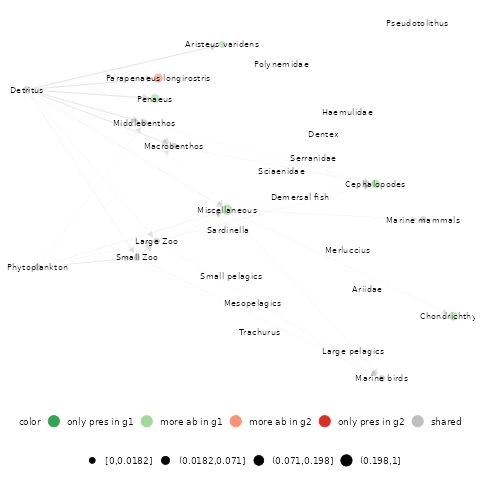 Pseudotolithus
Aristeus varidens
Polynemidae
Parapenaeus longirostris
Detritus
Penaeus
Haemulidae
Middlebenthos
Dentex
Macrobenthos
Serranidae
Sciaenidae
Cephalopodes
Demersal fish
Miscellaneous
Marine mammals
Sardinella
Large Zoo
Merluccius
Small Zoo
Phytoplankton
Small pelagics
Ariidae
Mesopelagics
Chondrichthy
Trachurus
Large pelagics
Marine birds
color only pres in g1 more ab in g1 more ab in g2 only pres in g2 shared
[0,0.0182] (0.0182,0.071] (0.071,0.198] (0.198,1]